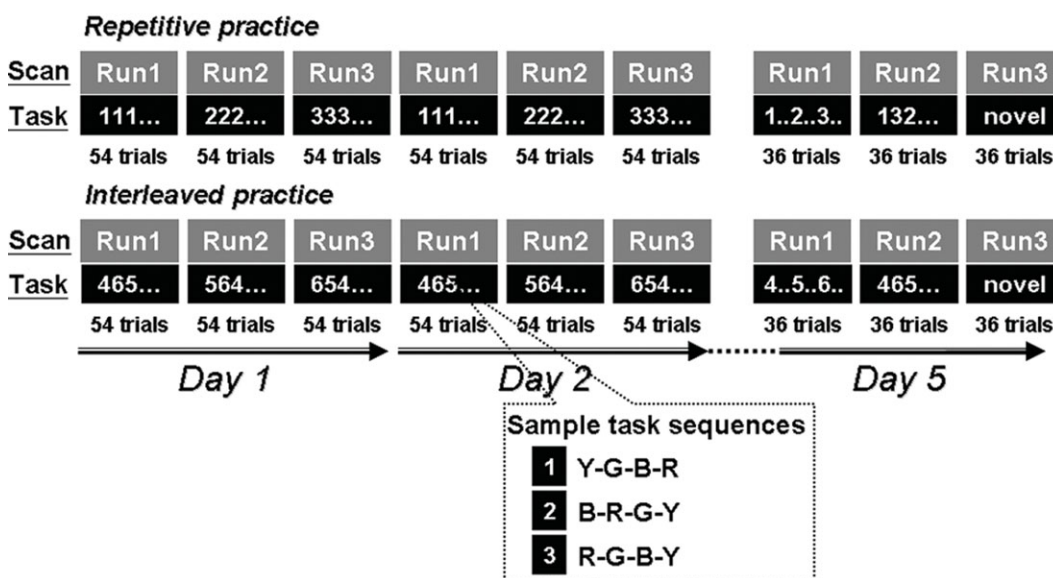 Repetitive practice
Scan Run1 Run2 Run3 Run1 Run2 Run3 Run1 Run2 Run3
Task 111... 222... 333... 111... 222... 333... 1..2..3.. 132... novel
54 trials 54 trials 54 trials 54 trials 54 trials 54 trials 36 trials 36 trials 36 trials
Interleaved practice
Scan Run1 Run2 Run3 Run1 Run2 Run3 Run1 Run2 Run3
Task 465... 564... 654... 465... 564... 654... 4..5..6.. 465... novel
54 trials 54 trials 54 trials 54 trials 54 trials 54 trials 36 trials 36 trials 36 trials
Day 1 Day 2 Day 5
Sample task sequences
1 Y-G-B-R
2 B-R-G-Y
3 R-G-B-Y